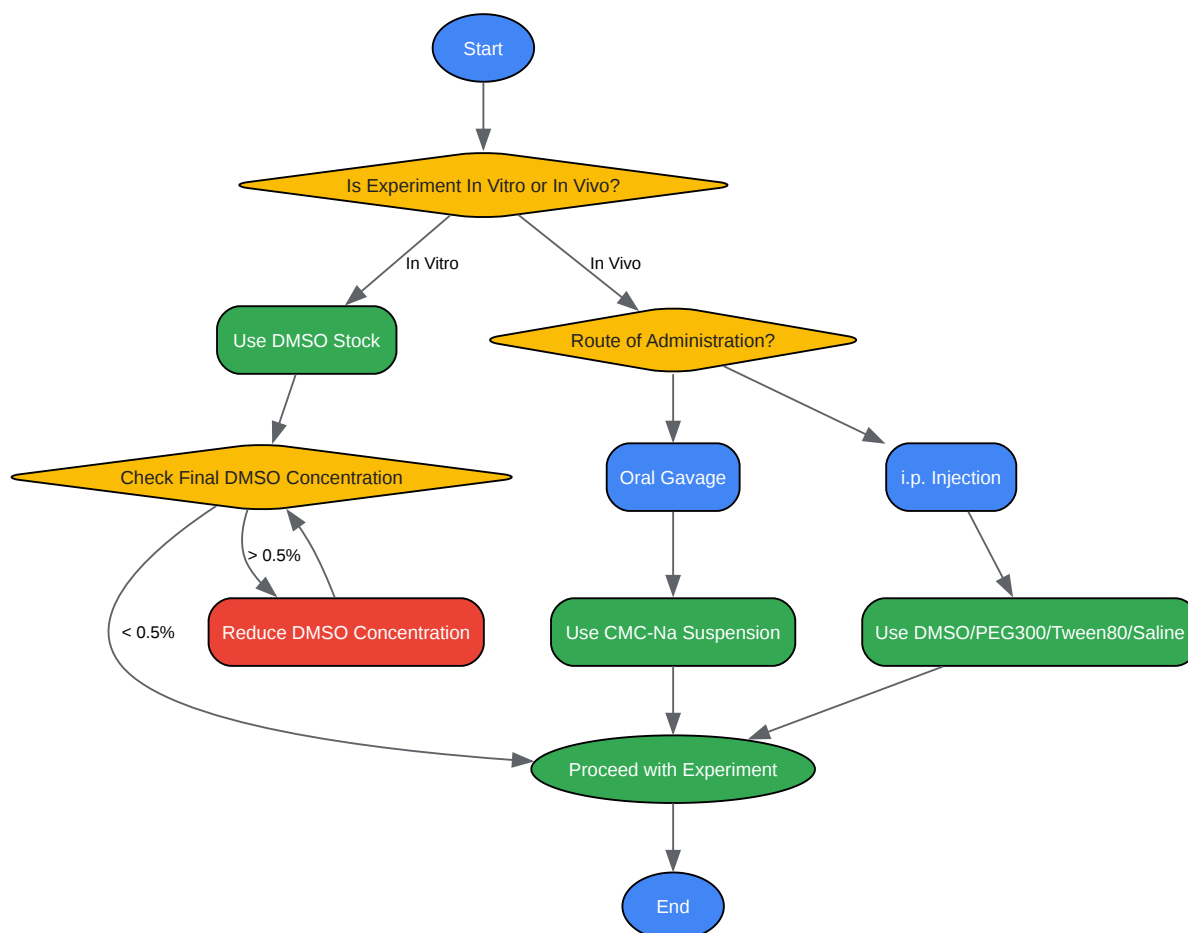 Start
Is Experiment In Vitro or In Vivo?
In Vitro
In Vivo
Use DMSO Stock
Route of Administration?
Check Final DMSO Concentration
Oral Gavage
i.p. Injection
> 0.5%
< 0.5%
Reduce DMSO Concentration
Use CMC-Na Suspension
Use DMSO/PEG300/Tween80/Saline
Proceed with Experiment
End